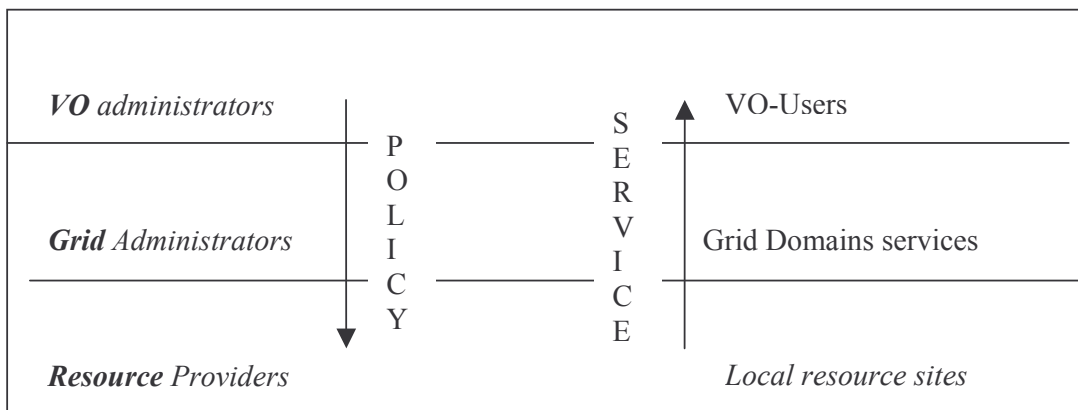 VO administrators
POLICY
SERVICE
VO-Users
Grid Administrators
Grid Domains services
Resource Providers
Local resource sites